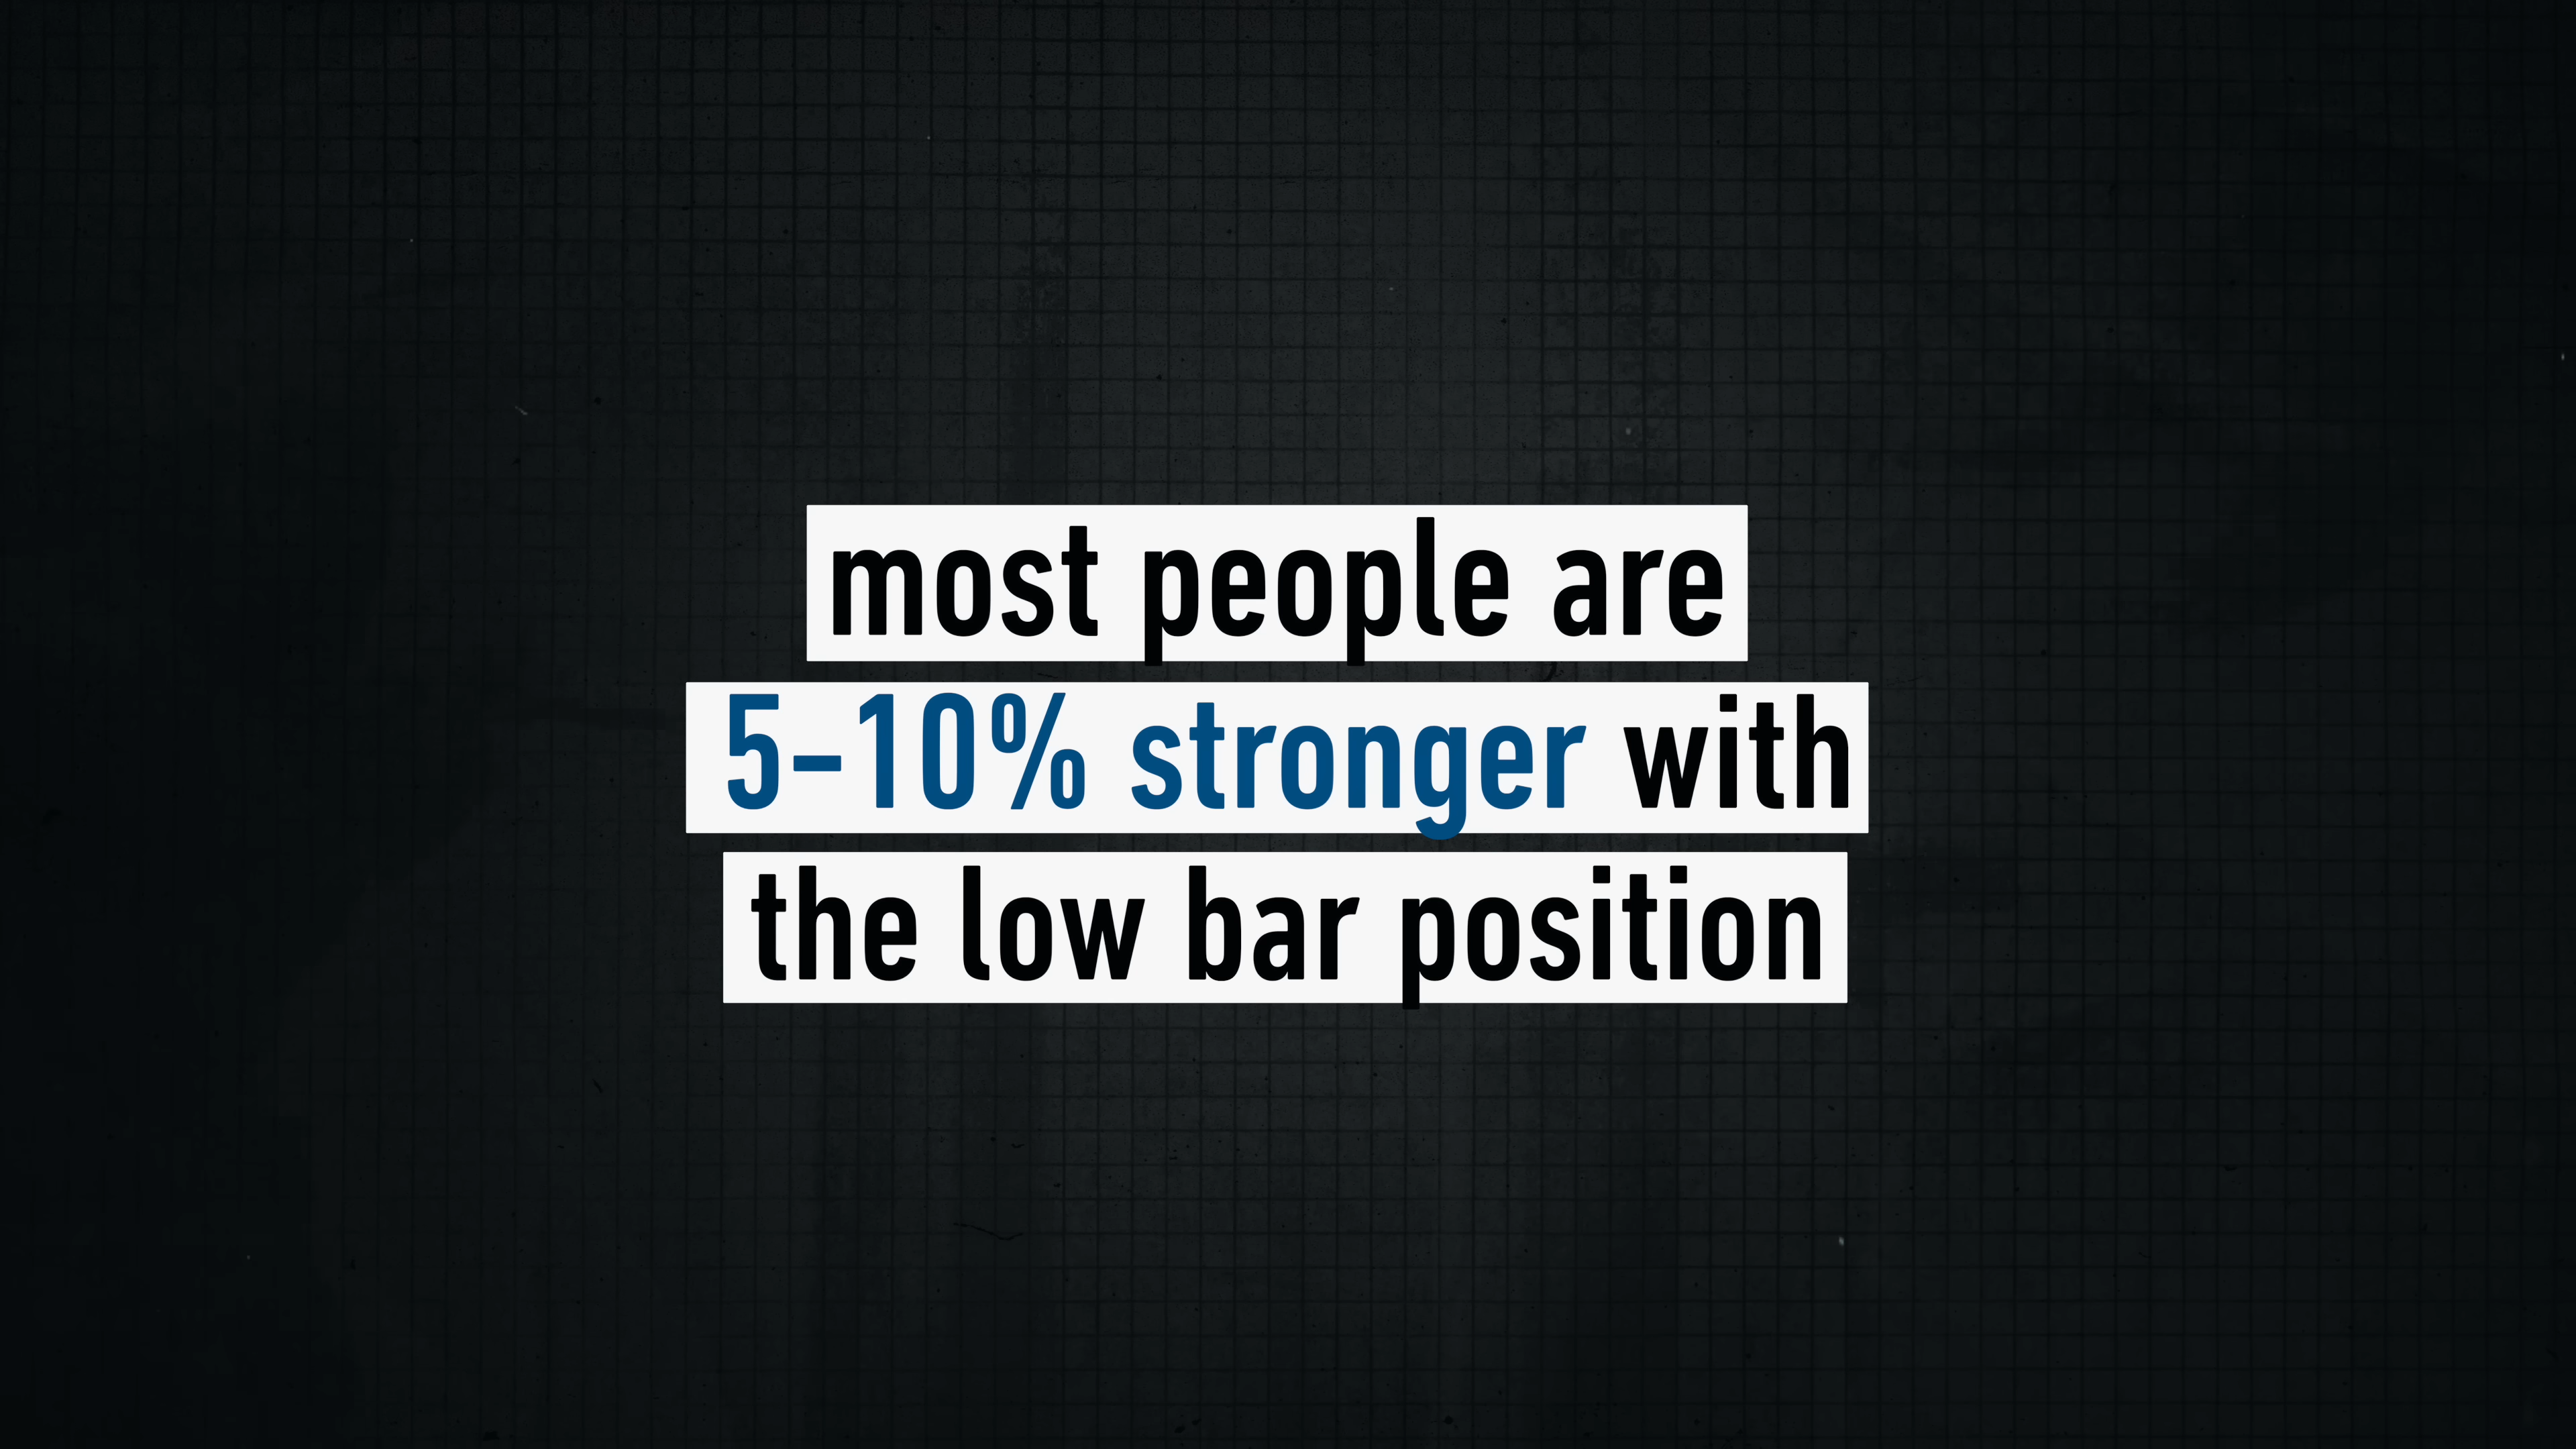 most people are
5-10% stronger with
the low bar position